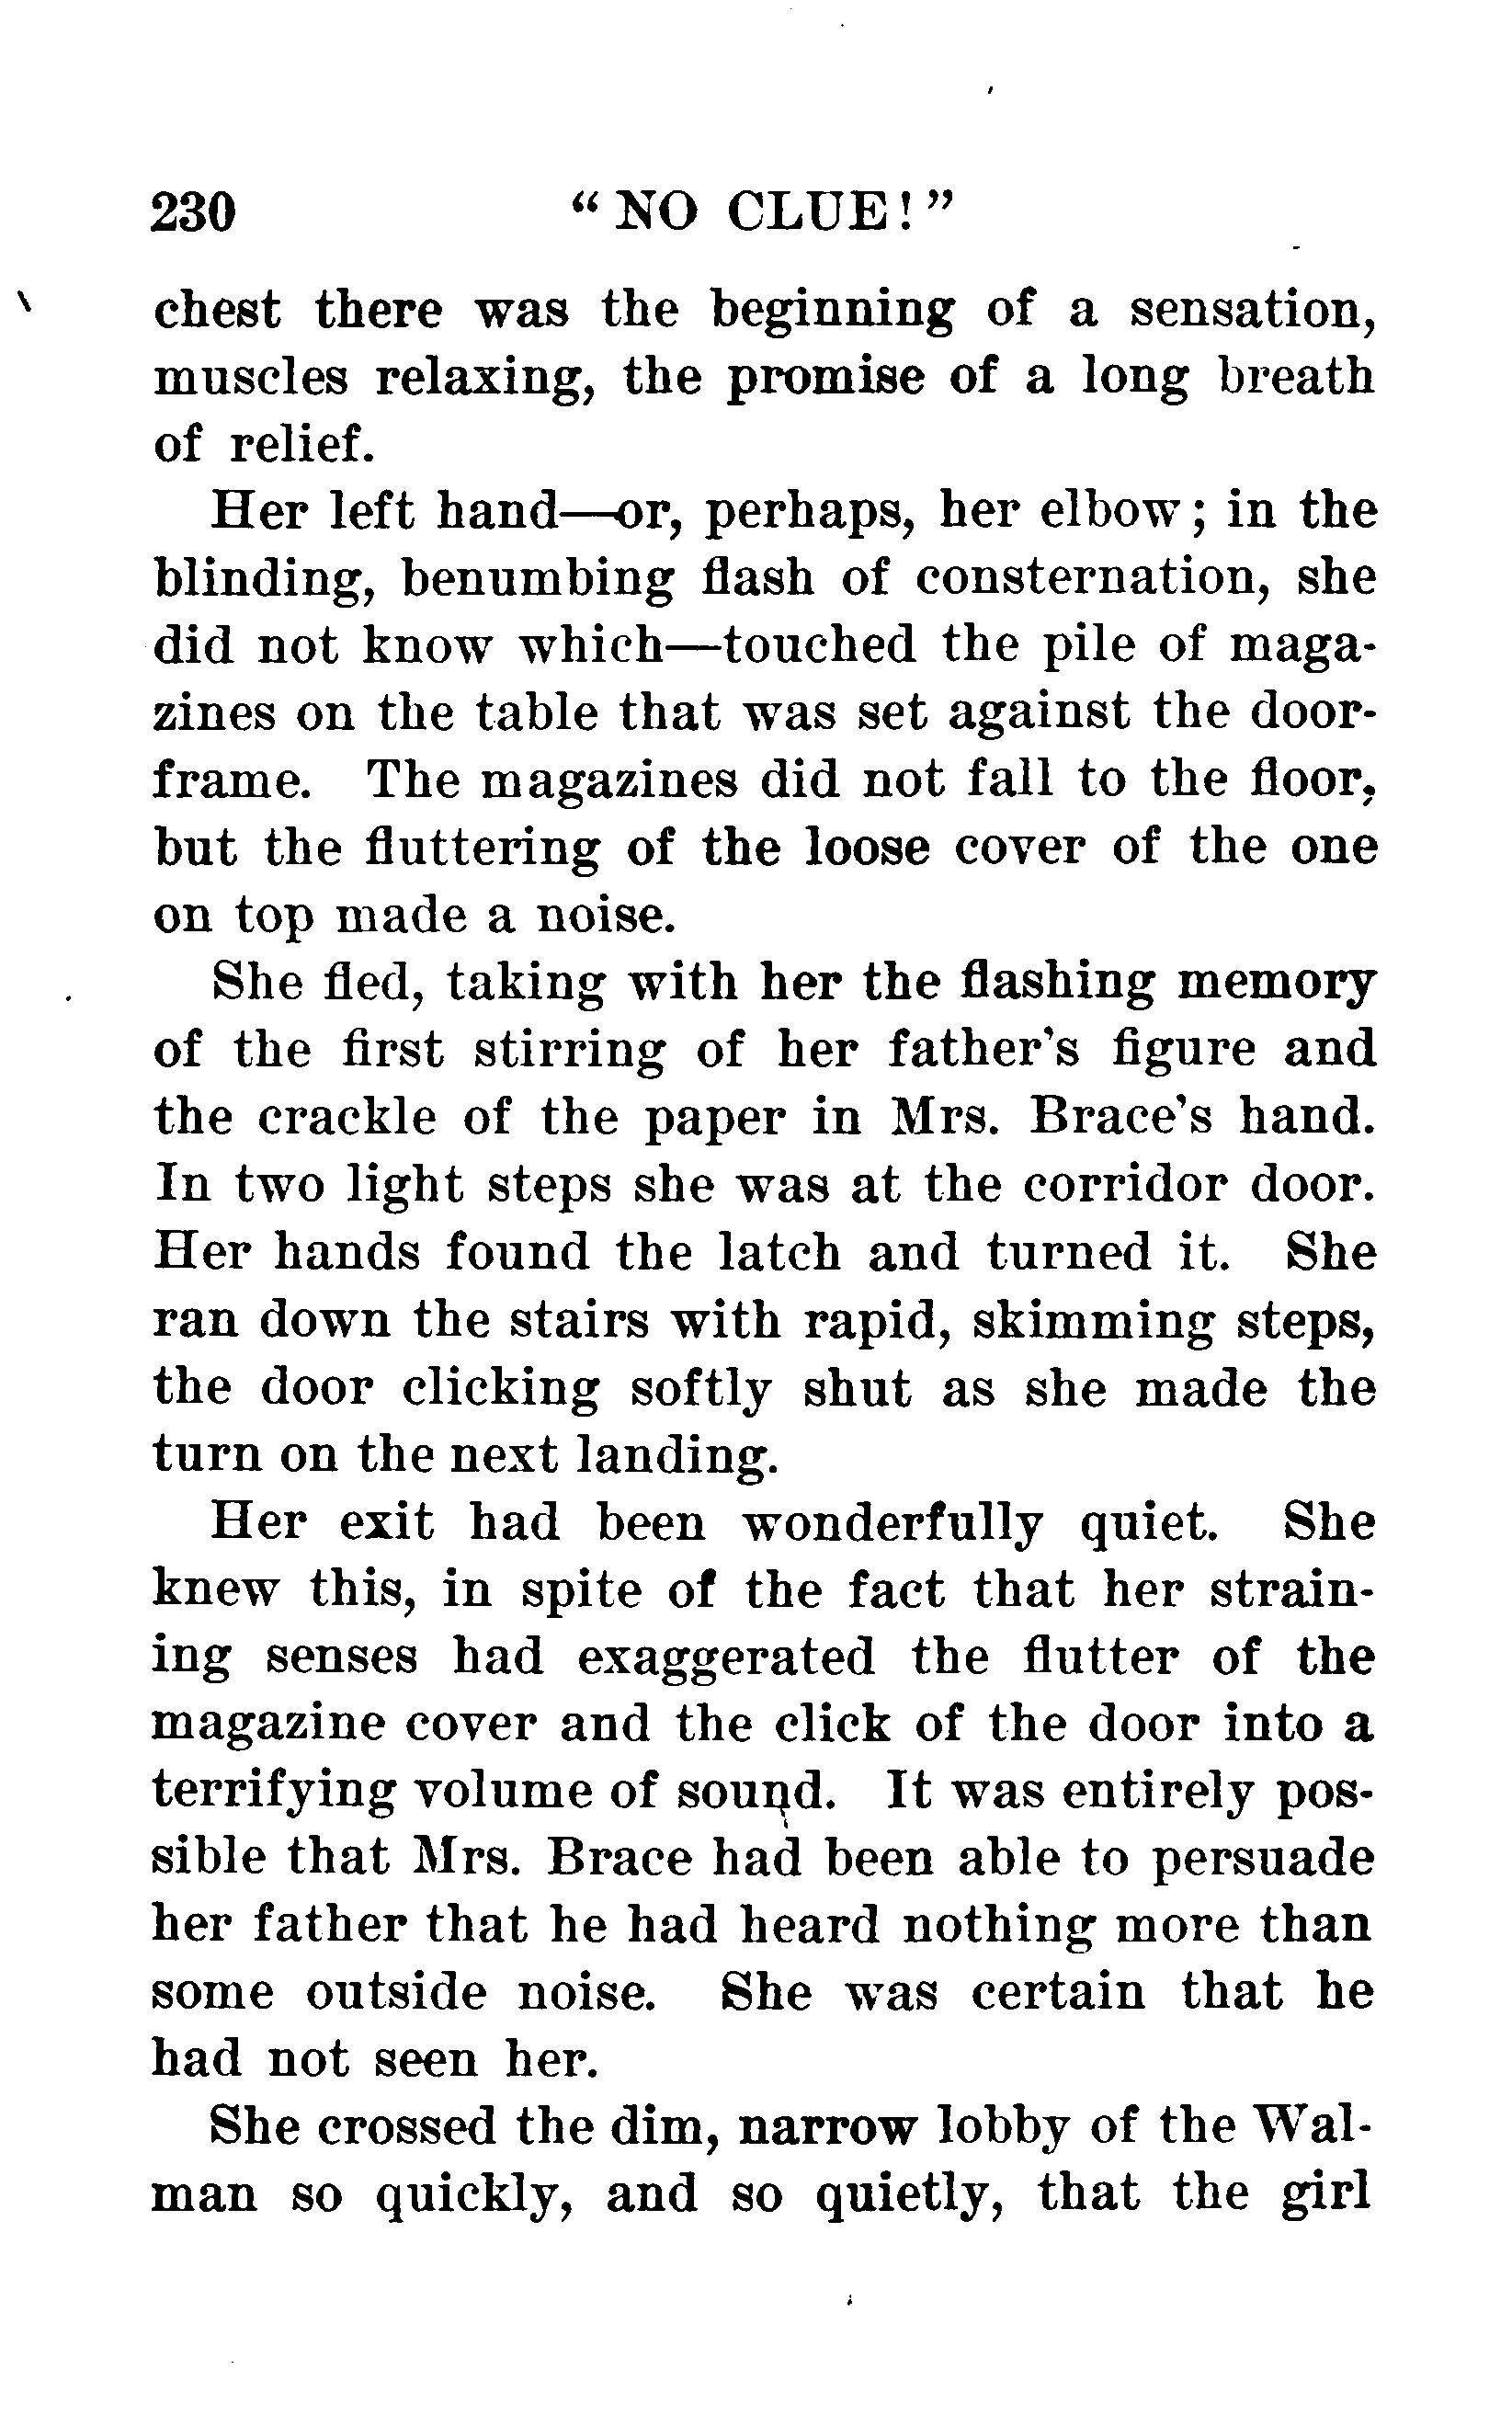 230 “ NO CLUE! ”
chest there was the beginning of a sensation,
muscles relaxing, the promise of a long breath
of relief.
Her left hand—or, perhaps, her elbow; in the
blinding, benumbing flash of consternation, she
did not know which—touched the pile of maga-
zines on the table that was set against the door-
frame. The magazines did not fall to the floor,
but the fluttering of the loose cover of the one
on top made a noise.
She fled, taking with her the flashing memory
of the first stirring of her father’s figure and
the crackle of the paper in Mrs. Brace’s hand.
In two light steps she was at the corridor door.
Her hands found the latch and turned it. She
ran down the stairs with rapid, skimming steps,
the door clicking softly shut as she made the
turn on the next landing.
Her exit had been wonderfully quiet. She
knew this, in spite of the fact that her strain-
ing senses had exaggerated the flutter of the
magazine cover and the click of the door into a
terrifying volume of sound. It was entirely pos-
sible that Mrs. Brace had been able to persuade
her father that he had heard nothing more than
some outside noise. She was certain that he
had not seen her.
She crossed the dim, narrow lobby of the Wal-
man so quickly, and so quietly, that the girl